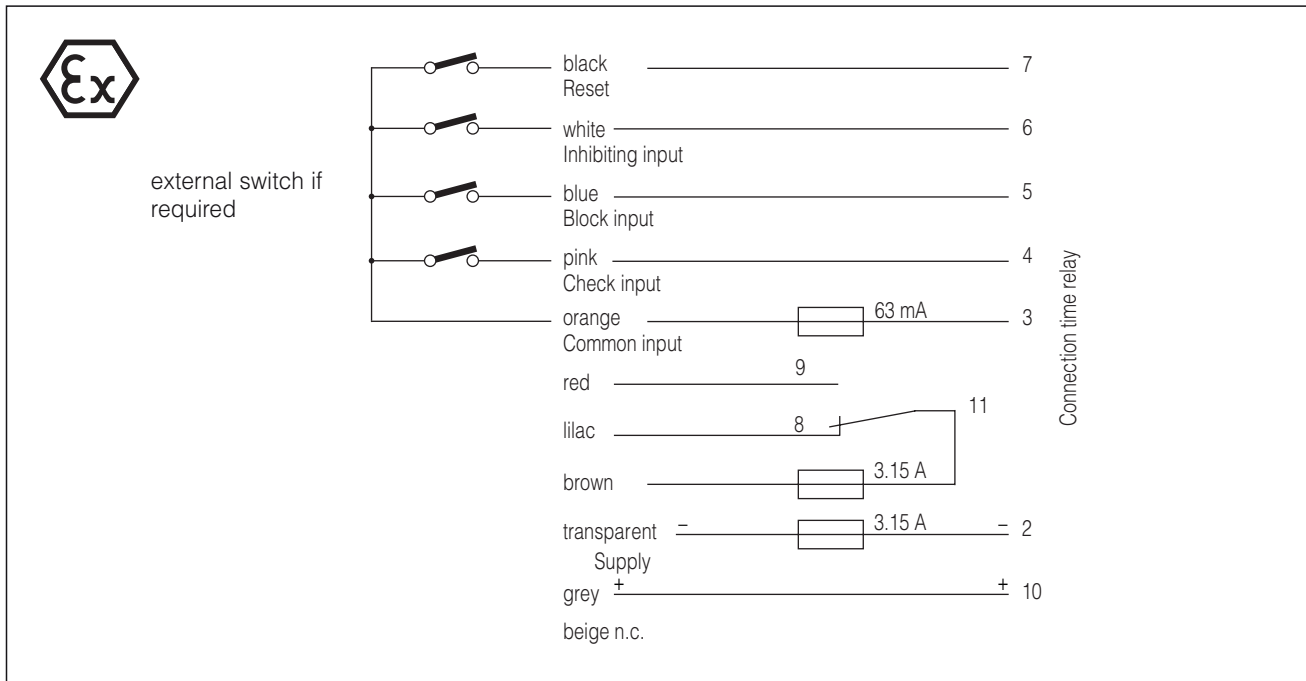 Ex
black 7
Reset
white 6
Inhibiting input
external switch if
required
blue 5
Block input
pink 4
Check input
orange 63 mA 3
Common input
Connection time relay
red 9
lilac 8 11
brown 3.15 A
transparent – 3.15 A – 2
Supply
grey + + 10
beige n.c.